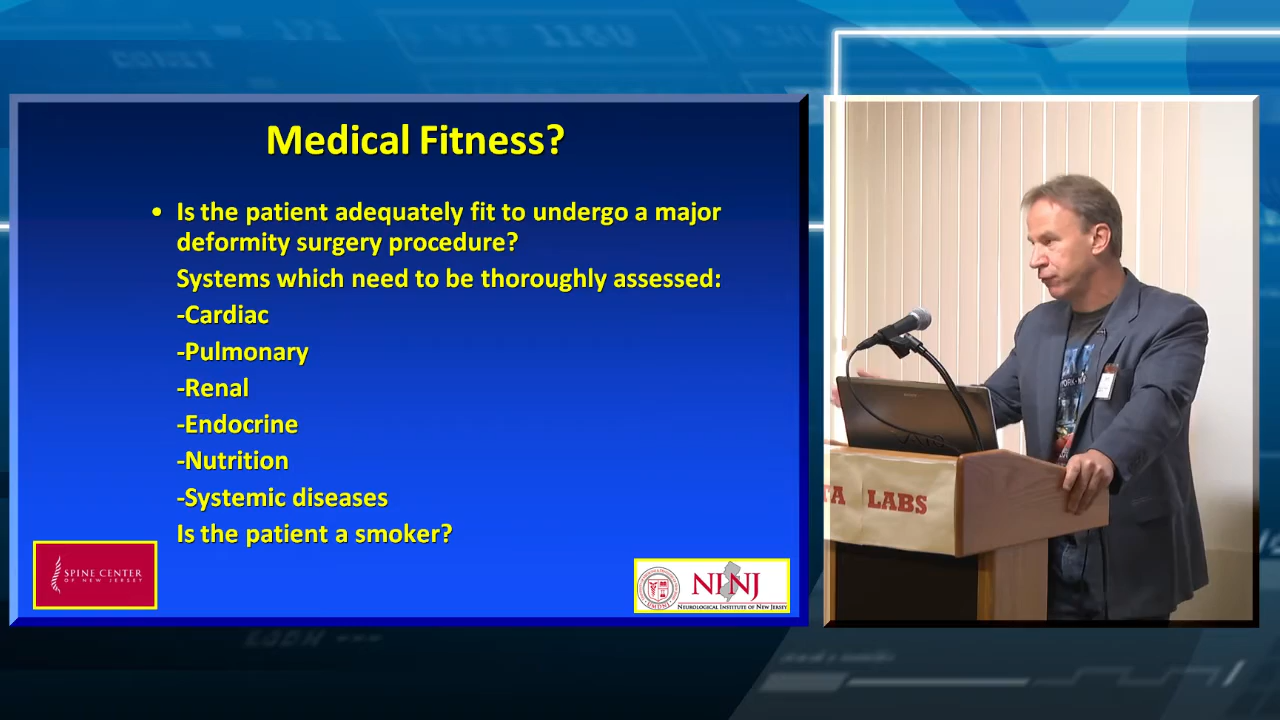 Medical Fitness?
• Is the patient adequately fit to undergo a major
deformity surgery procedure?
Systems which need to be thoroughly assessed:
-Cardiac
-Pulmonary
-Renal
-Endocrine
-Nutrition
-Systemic diseases
Is the patient a smoker?
SPINE CENTER
OF NEW JERSEY
NINJ
NEUROLOGICAL INSTITUTE OF NEW JERSEY
TA LABS